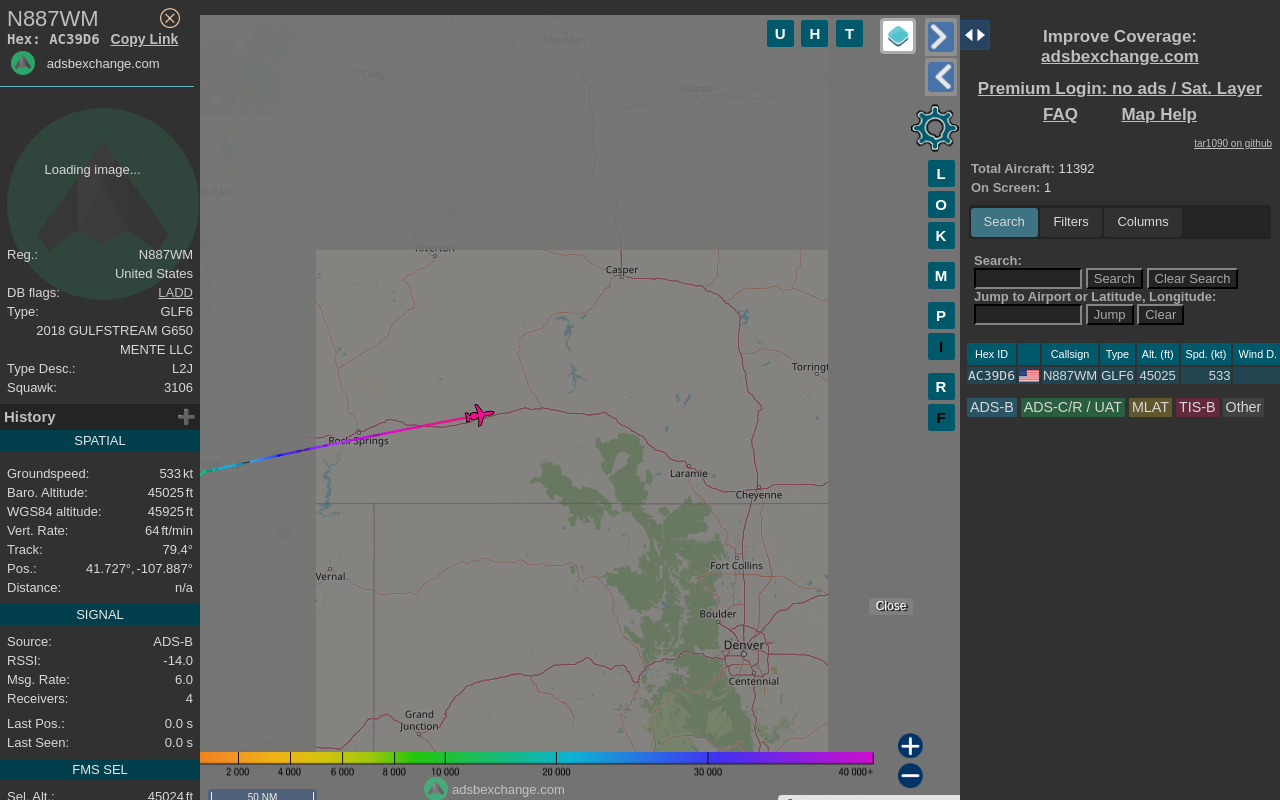 N887WM
Hex: AC39D6 Copy Link
adsbexchange.com
Loading image...
Reg.: N887WM
United States
DB flags: LADD
Type: GLF6
2018 GULFSTREAM G650
MENTE LLC
Type Desc.: L2J
Squawk: 3106
History
SPATIAL
Groundspeed: 533 kt
Baro. Altitude: 45025 ft
WGS84 altitude: 45925 ft
Vert. Rate: 64 ft/min
Track: 79.4°
Pos.: 41.727°, -107.887°
Distance: n/a
SIGNAL
Source: ADS-B
RSSI: -14.0
Msg. Rate: 6.0
Receivers: 4
Last Pos.: 0.0 s
Last Seen: 0.0 s
FMS SEL
Sel. Alt.: 45024 ft
U H T
Sheridan
Cody
Gillette
Jackson
Riverton
Casper
Torringt
Rock Springs
Laramie
Cheyenne
Vernal
Fort Collins
Boulder
Denver
Centennial
Grand
Junction
L
O
K
M
P
I
R
F
Close
2 000 4 000 6 000 8 000 10 000 20 000 30 000 40 000+
adsbexchange.com
50 NM
Improve Coverage:
adsbexchange.com
Premium Login: no ads / Sat. Layer
FAQ Map Help
tar1090 on github
Total Aircraft: 11392
On Screen: 1
Search Filters Columns
Search:
Search Clear Search
Jump to Airport or Latitude, Longitude:
Jump Clear
Hex ID Callsign Type Alt. (ft) Spd. (kt) Wind D.
AC39D6 N887WM GLF6 45025 533
ADS-B ADS-C/R / UAT MLAT TIS-B Other